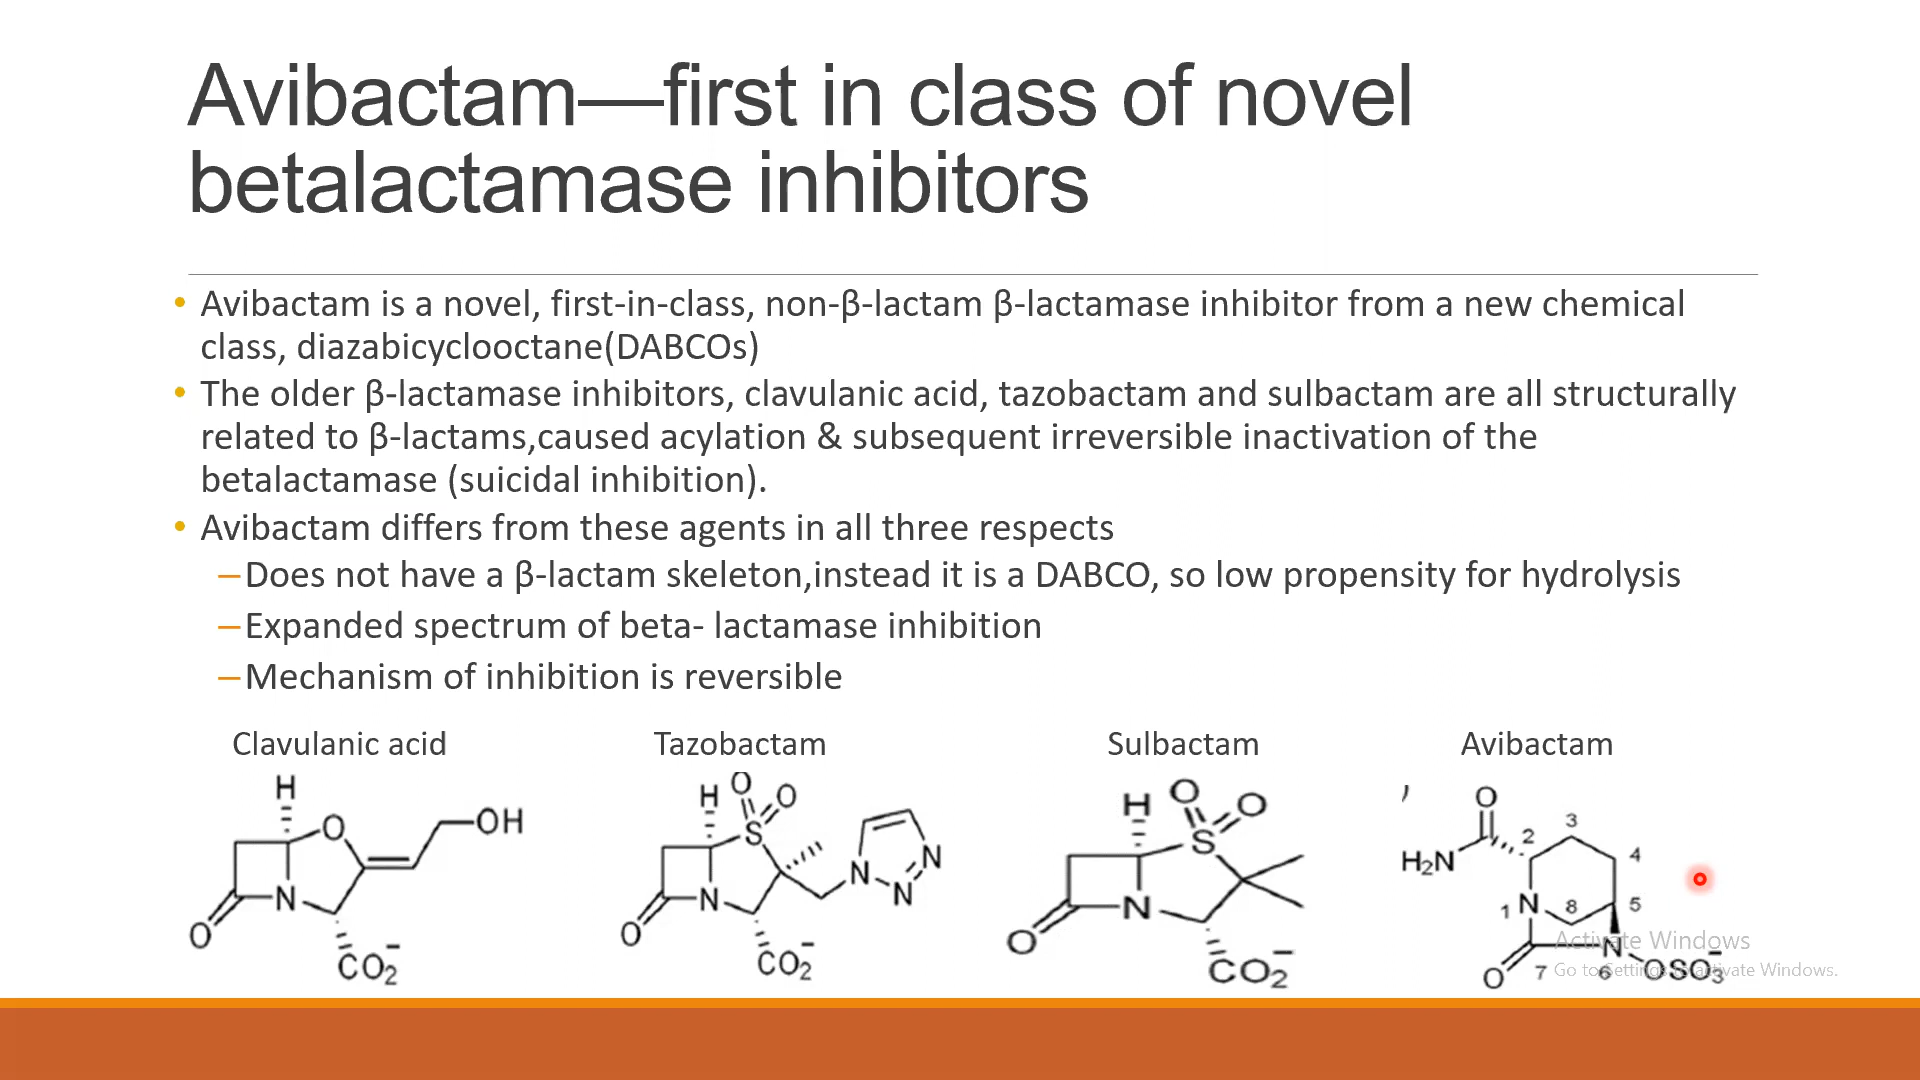 Avibactam—first in class of novel
betalactamase inhibitors
• Avibactam is a novel, first-in-class, non-β-lactam β-lactamase inhibitor from a new chemical
class, diazabicyclooctane(DABCOs)
• The older β-lactamase inhibitors, clavulanic acid, tazobactam and sulbactam are all structurally
related to β-lactams,caused acylation & subsequent irreversible inactivation of the
betalactamase (suicidal inhibition).
• Avibactam differs from these agents in all three respects
–Does not have a β-lactam skeleton,instead it is a DABCO, so low propensity for hydrolysis
–Expanded spectrum of beta- lactamase inhibition
–Mechanism of inhibition is reversible
Clavulanic acid Tazobactam Sulbactam Avibactam
H O OH N O CO2−
H O O S N N N N O CO2−
H O O S N O CO2−
, O H2N 2 3 4 5 8 1 N O 7 N 6 OSO3−
Activate Windows
Go to Settings to activate Windows.